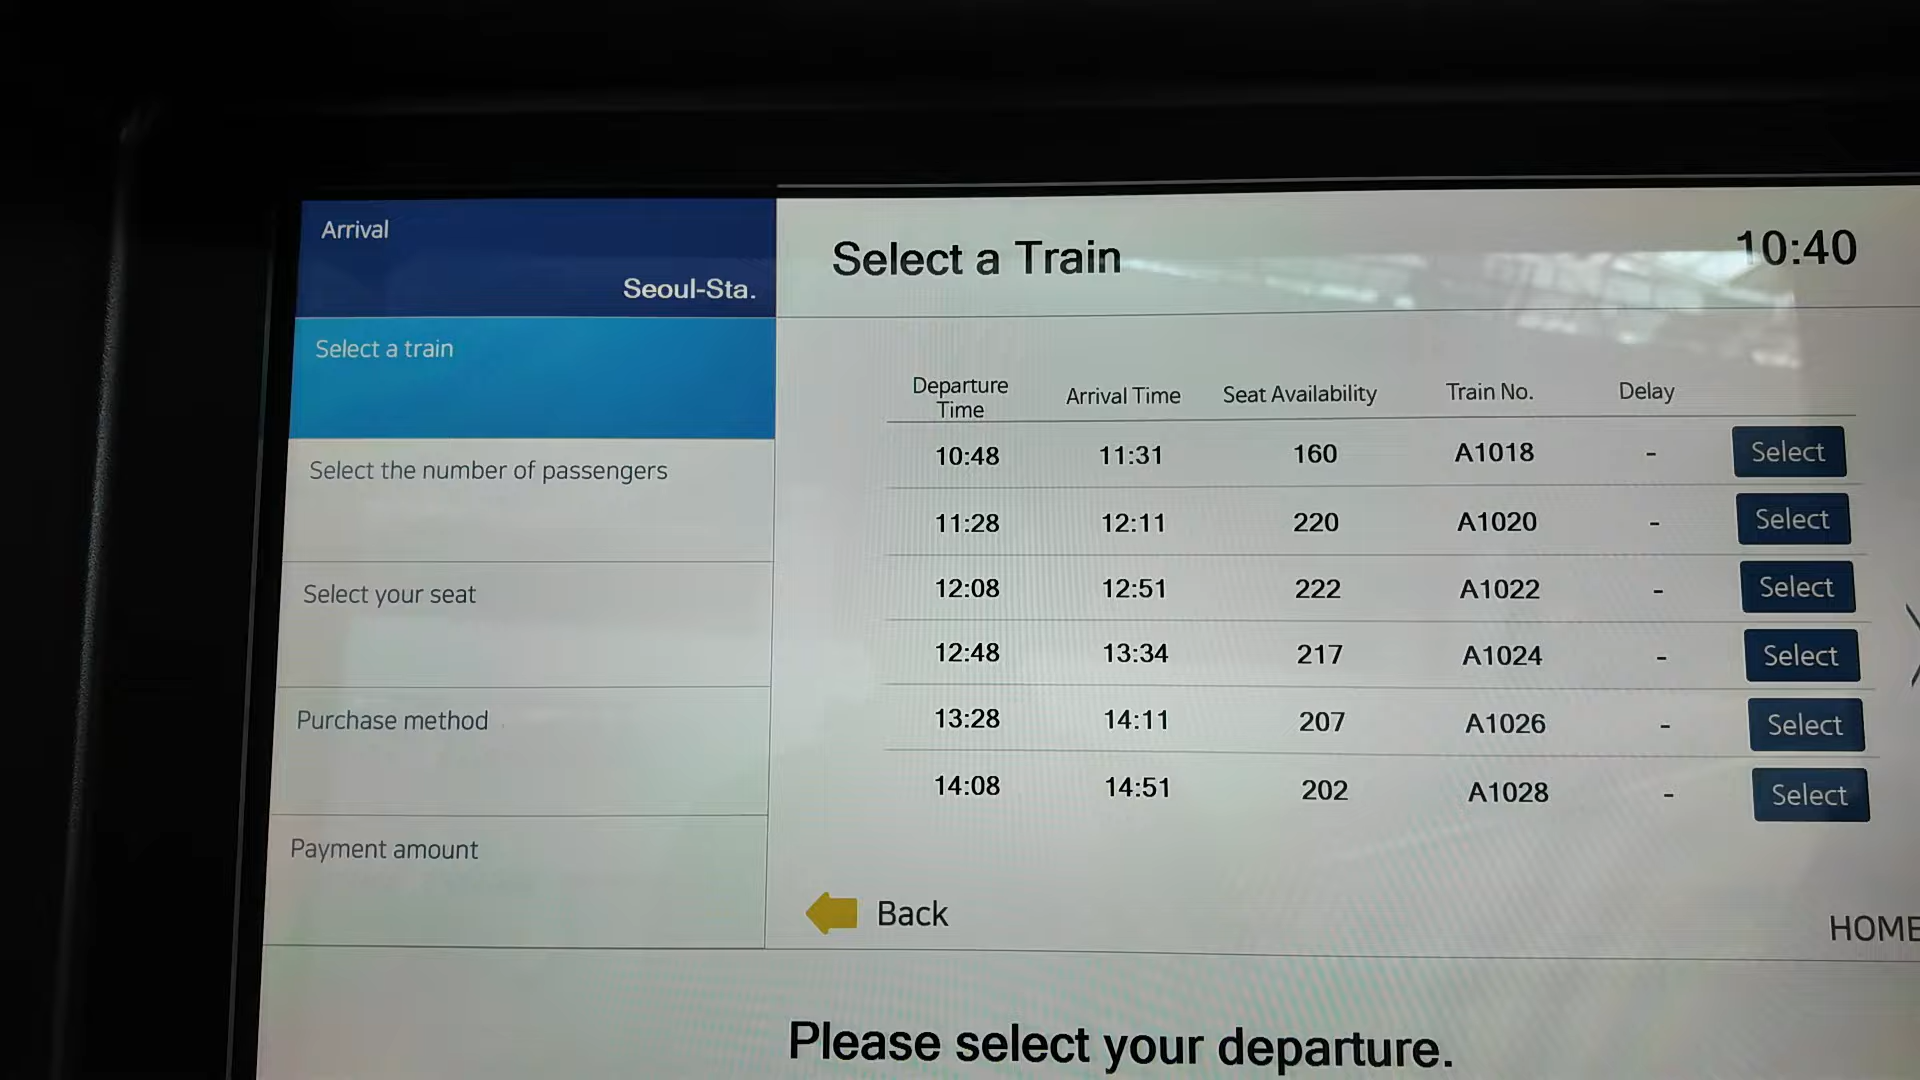 Arrival
Seoul-Sta.
Select a train
Select the number of passengers
Select your seat
Purchase method
Payment amount
Select a Train
10:40
Departure Time Arrival Time Seat Availability Train No. Delay
10:48 11:31 160 A1018 - Select
11:28 12:11 220 A1020 - Select
12:08 12:51 222 A1022 - Select
12:48 13:34 217 A1024 - Select
13:28 14:11 207 A1026 - Select
14:08 14:51 202 A1028 - Select
Back
HOME
Please select your departure.